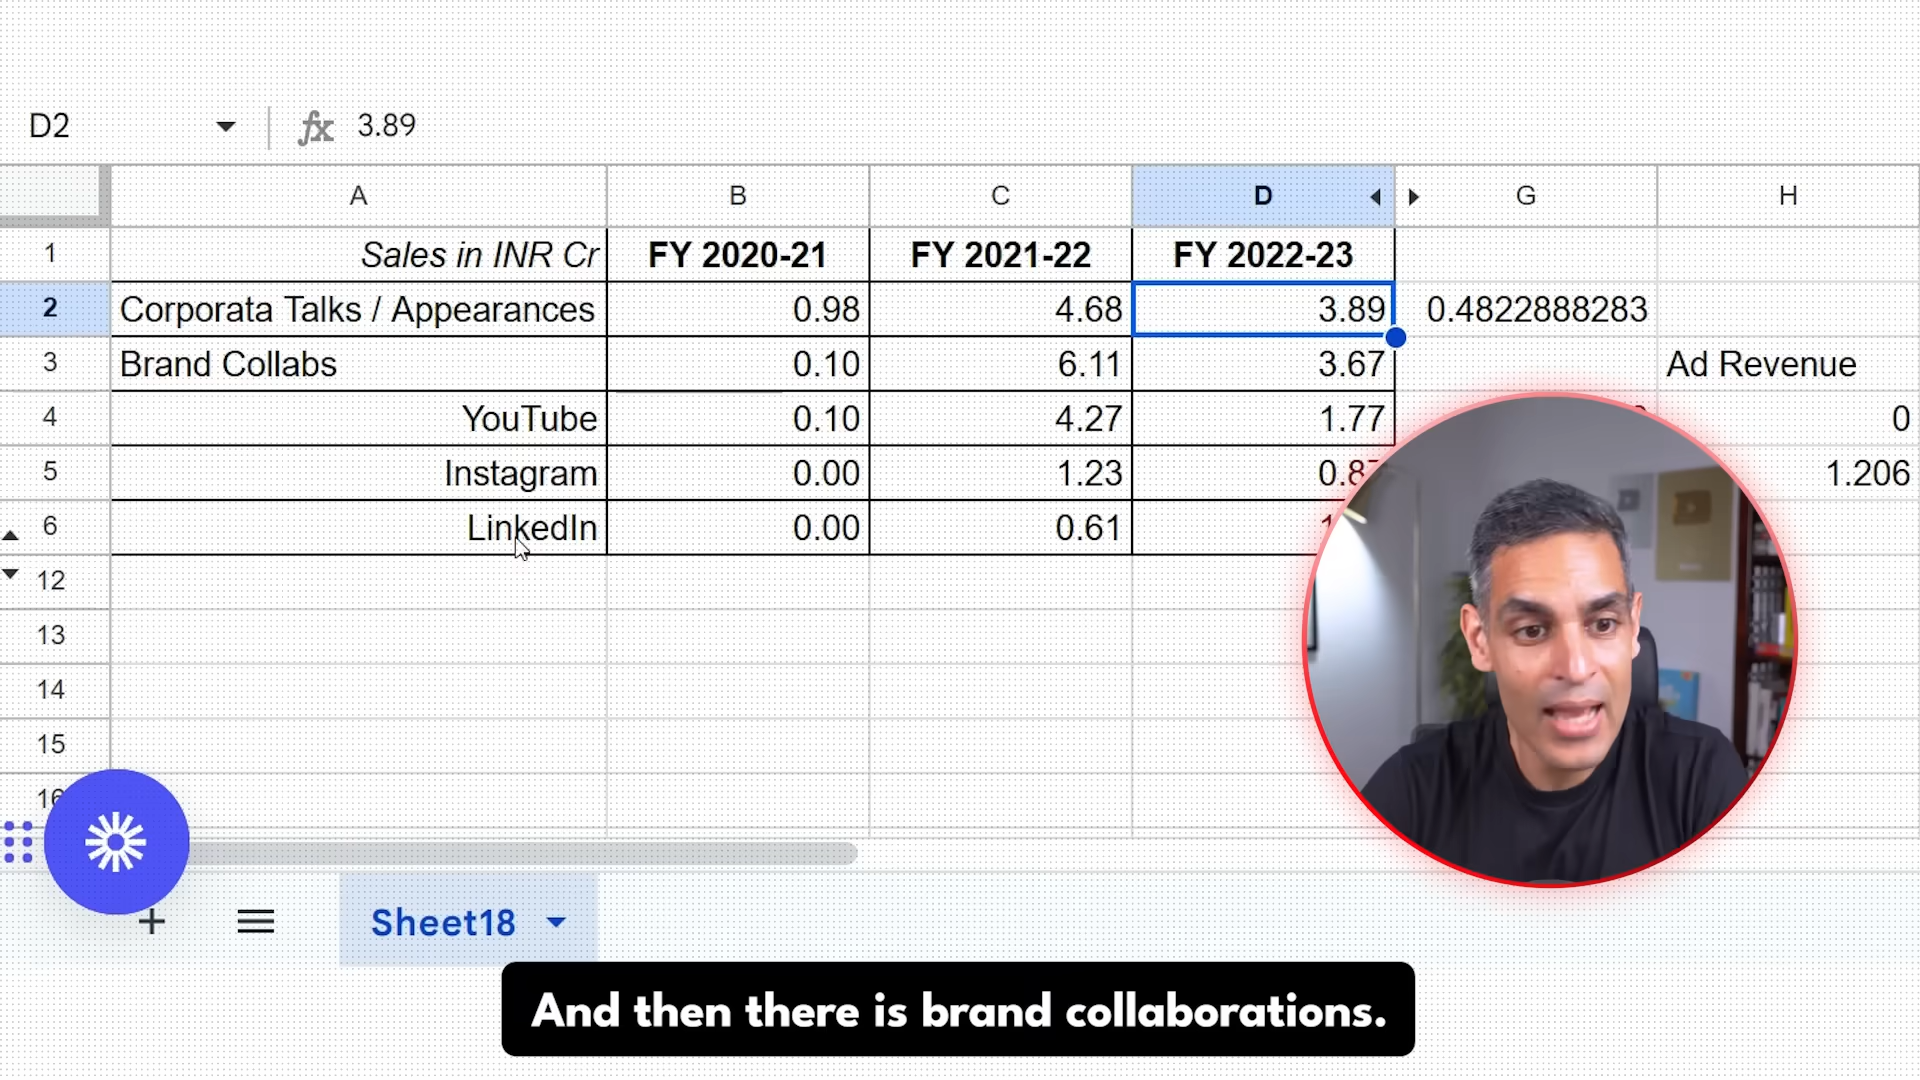 D2 fx 3.89
A B C D G H
1 Sales in INR Cr FY 2020-21 FY 2021-22 FY 2022-23
2 Corporata Talks / Appearances 0.98 4.68 3.89 0.4822888283
3 Brand Collabs 0.10 6.11 3.67 Ad Revenue
4 YouTube 0.10 4.27 1.77 0
5 Instagram 0.00 1.23 1.206
6 LinkedIn 0.00 0.61
12
13
14
15
16
Sheet18
And then there is brand collaborations.